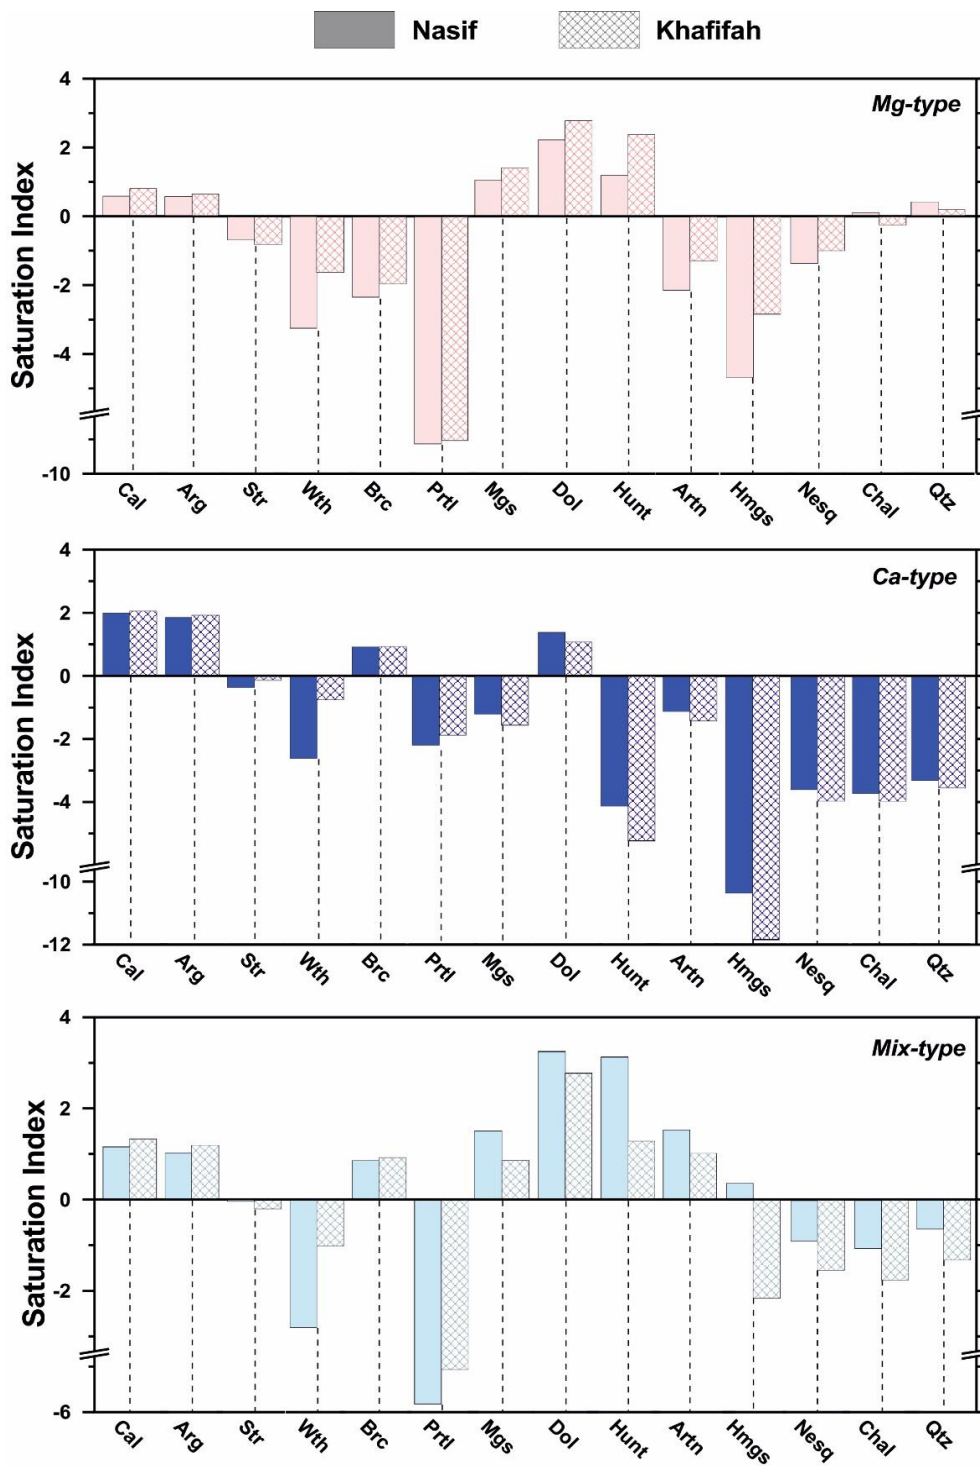 Nasif Khafifah
Mg-type
Saturation Index
4
2
0
-2
-4
-10
Cal Arg Str Wth Brc Prtl Mgs Dol Hunt Artn Hmgs Nesq Chal Qtz
Ca-type
Saturation Index
4
2
0
-2
-4
-10
-12
Cal Arg Str Wth Brc Prtl Mgs Dol Hunt Artn Hmgs Nesq Chal Qtz
Mix-type
Saturation Index
4
2
0
-2
-6
Cal Arg Str Wth Brc Prtl Mgs Dol Hunt Artn Hmgs Nesq Chal Qtz